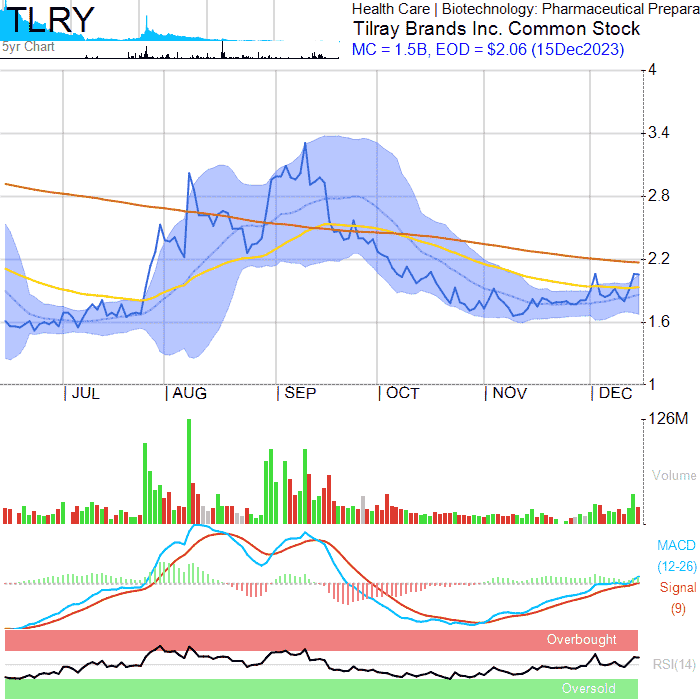 TLRY
5yr Chart
Health Care | Biotechnology: Pharmaceutical Prepara
Tilray Brands Inc. Common Stock
MC = 1.5B, EOD = $2.06 (15Dec2023)
4
3.4
2.8
2.2
1.6
1
JUL
AUG
SEP
OCT
NOV
DEC
126M
Volume
MACD
(12-26)
Signal
(9)
Overbought
RSI(14)
Oversold